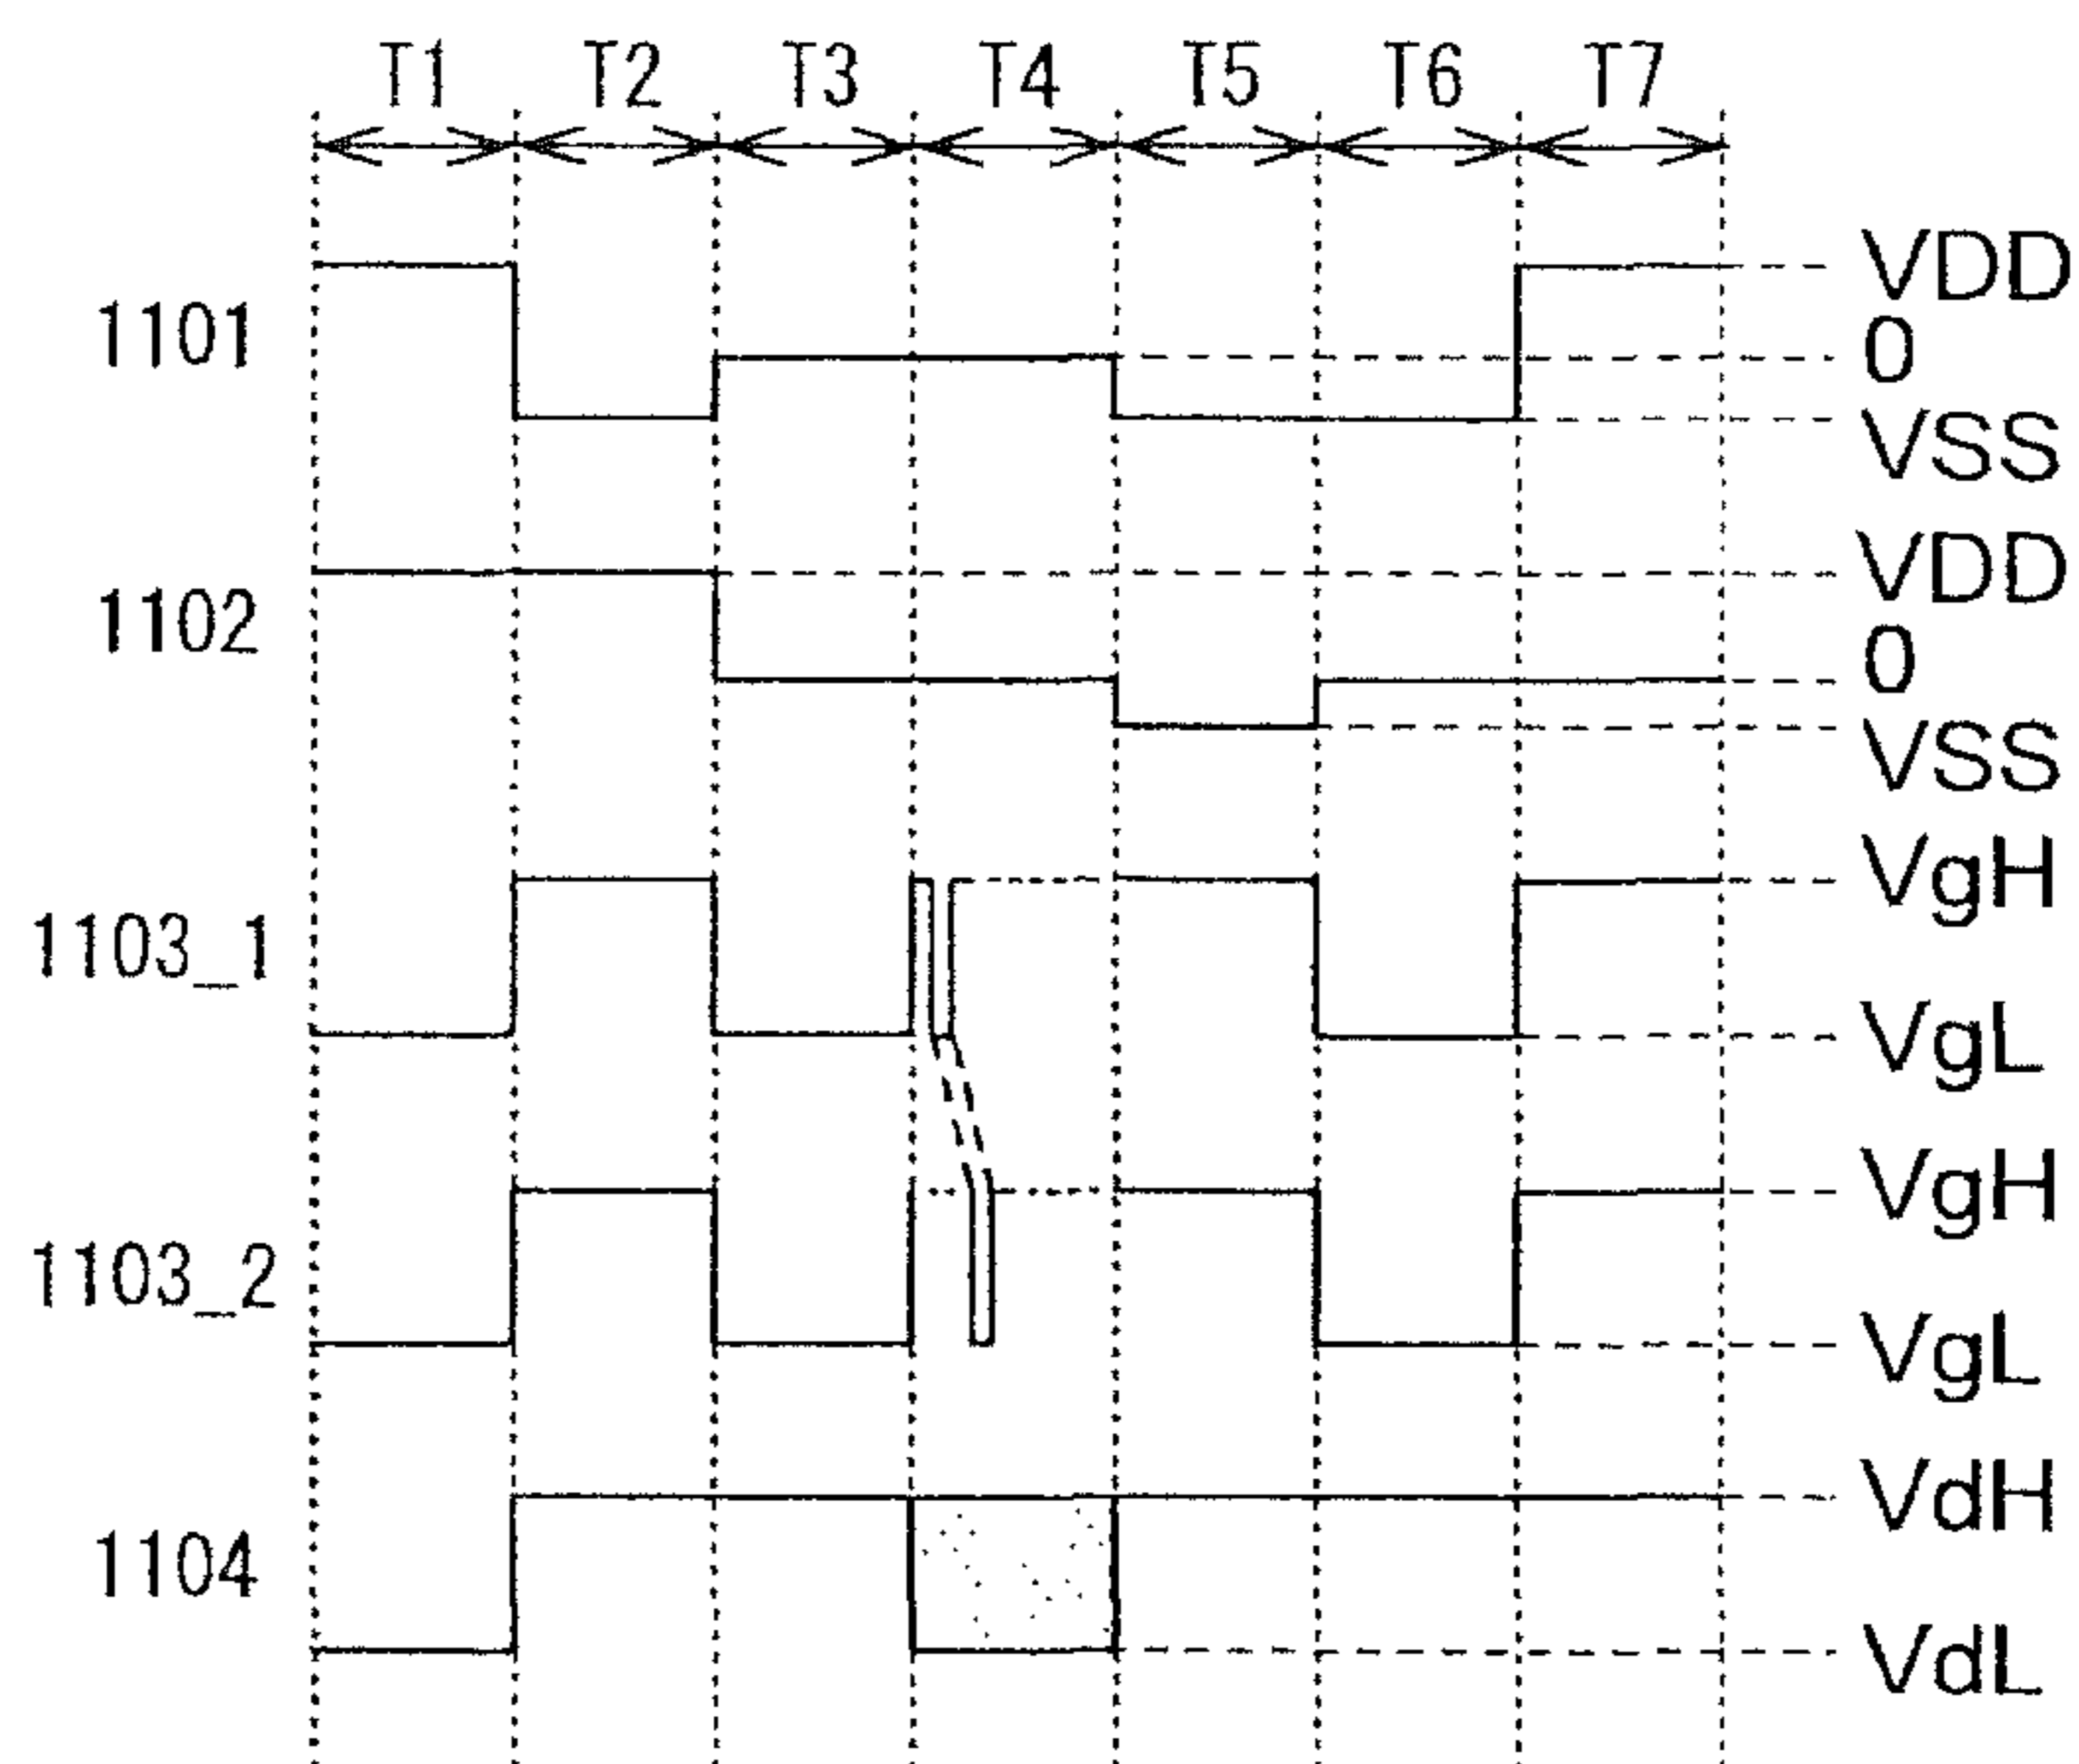 T1 T2 T3 T4 T5 T6 T7
1101
VDD
0
VSS
1102
VDD
0
VSS
1103_1
VgH
VgL
1103_2
VgH
VgL
1104
VdH
VdL